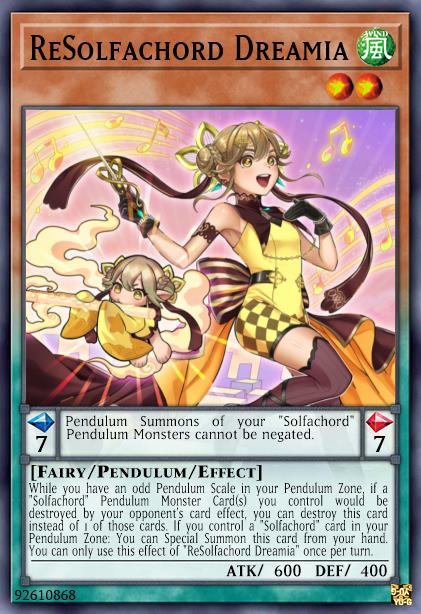 ReSolfachord Dreamia
WIND
風
Pendulum Summons of your "Solfachord"
Pendulum Monsters cannot be negated.
7
7
[Fairy/Pendulum/Effect]
While you have an odd Pendulum Scale in your Pendulum Zone, if a
"Solfachord" Pendulum Monster Card(s) you control would be
destroyed by your opponent's card effect, you can destroy this card
instead of 1 of those cards. If you control a "Solfachord" card in your
Pendulum Zone: You can Special Summon this card from your hand.
You can only use this effect of "ReSolfachord Dreamia" once per turn.
ATK/ 600 DEF/ 400
92610868